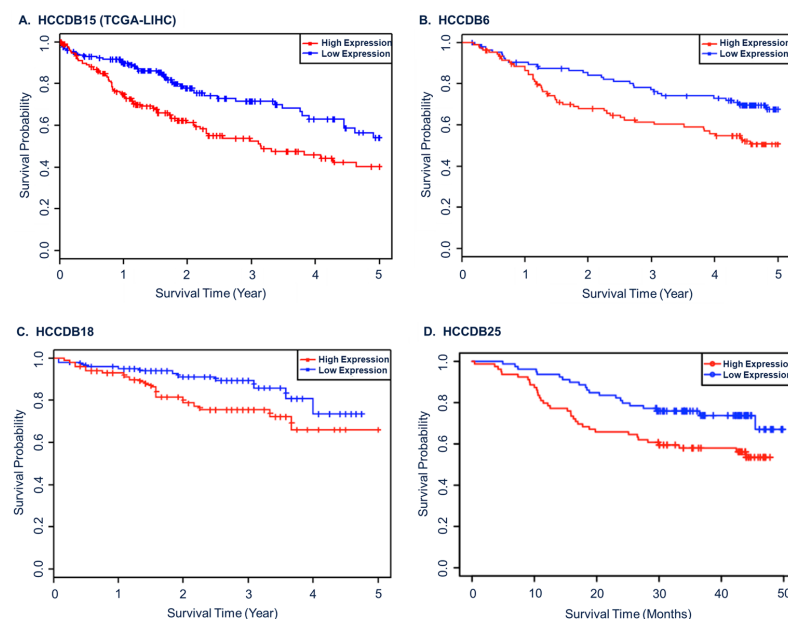 A. HCCDB15 (TCGA-LIHC)
High Expression
Low Expression
Survival Probability
0.0 0.2 0.4 0.6 0.8 1.0
0 1 2 3 4 5
Survival Time (Year)
B. HCCDB6
High Expression
Low Expression
Survival Probability
0.0 0.2 0.4 0.6 0.8 1.0
0 1 2 3 4 5
Survival Time (Year)
C. HCCDB18
High Expression
Low Expression
Survival Probability
0.0 0.2 0.4 0.6 0.8 1.0
0 1 2 3 4 5
Survival Time (Year)
D. HCCDB25
High Expression
Low Expression
Survival Probability
0.0 0.2 0.4 0.6 0.8 1.0
0 10 20 30 40 50
Survival Time (Months)